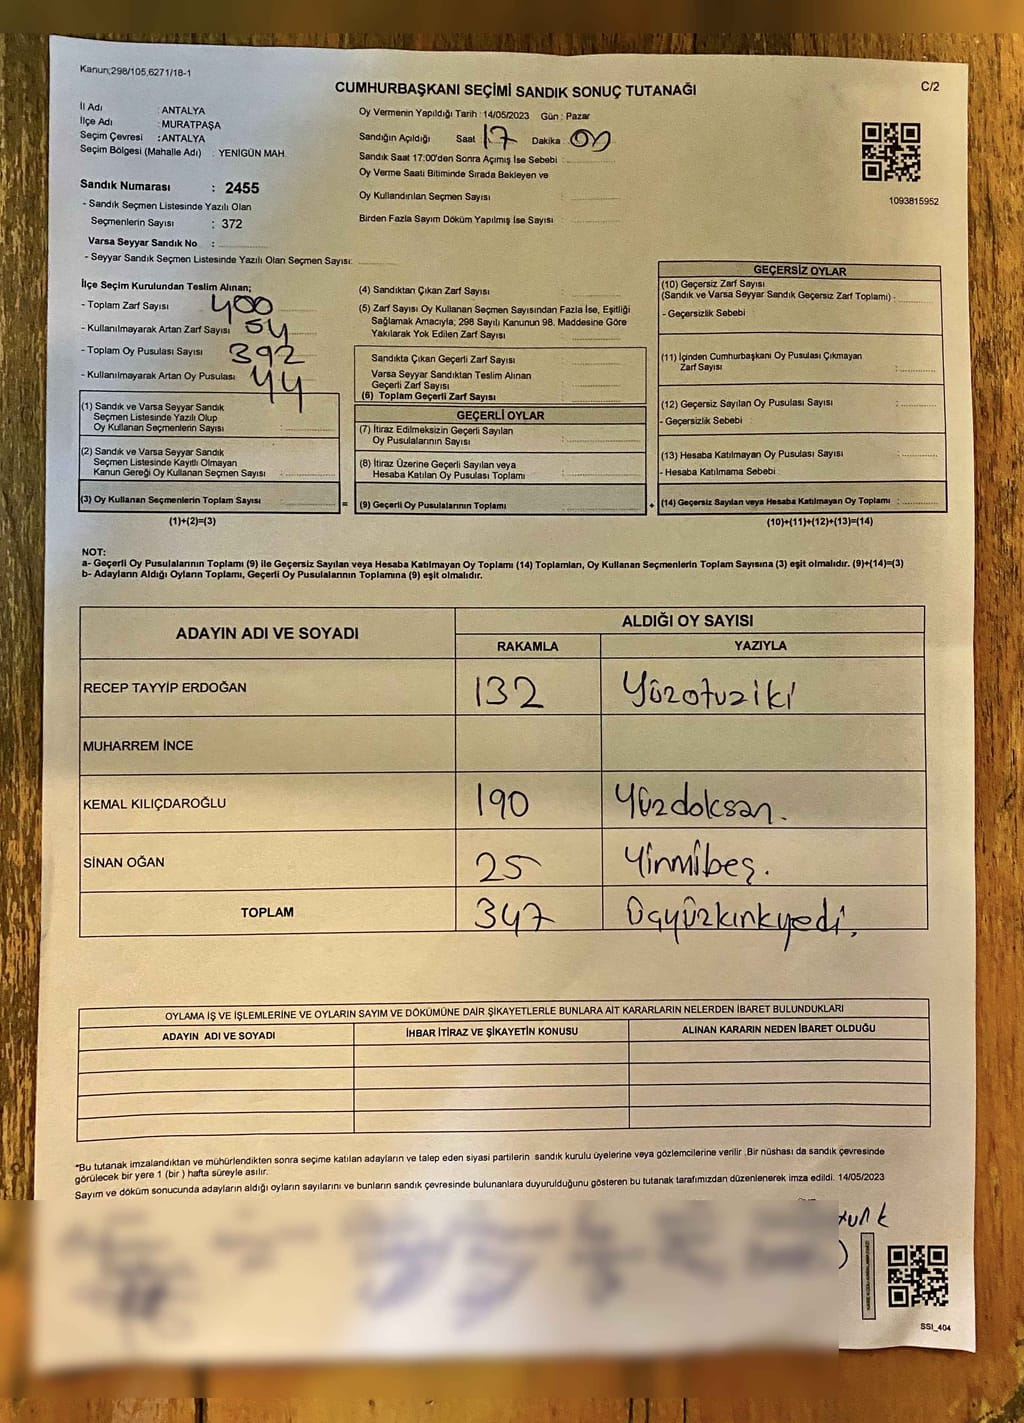 Kanun;298/105,6271/18-1
CUMHURBAŞKANI SEÇİMİ SANDIK SONUÇ TUTANAĞI
C/2
İl Adı : ANTALYA
İlçe Adı : MURATPAŞA
Seçim Çevresi : ANTALYA
Seçim Bölgesi (Mahalle Adı) : YENİGÜN MAH.
Oy Vermenin Yapıldığı Tarih : 14/05/2023 Gün : Pazar
Sandığın Açıldığı Saat 17 Dakika 00
Sandık Saat 17:00'den Sonra Açımış İse Sebebi :
Oy Verme Saati Bitiminde Sırada Bekleyen ve
Oy Kullandırılan Seçmen Sayısı :
Birden Fazla Sayım Döküm Yapılmış İse Sayısı :
1093815952
Sandık Numarası : 2455
- Sandık Seçmen Listesinde Yazılı Olan
Seçmenlerin Sayısı : 372
Varsa Seyyar Sandık No :
- Seyyar Sandık Seçmen Listesinde Yazılı Olan Seçmen Sayısı:
İlçe Seçim Kurulundan Teslim Alınan;
- Toplam Zarf Sayısı 400
- Kullanılmayarak Artan Zarf Sayısı 54
- Toplam Oy Pusulası Sayısı 392
- Kullanılmayarak Artan Oy Pusulası 44
(1) Sandık ve Varsa Seyyar Sandık
Seçmen Listesinde Yazılı Olup
Oy Kullanan Seçmenlerin Sayısı :
(2) Sandık ve Varsa Seyyar Sandık
Seçmen Listesinde Kayıtlı Olmayan
Kanun Gereği Oy Kullanan Seçmen Sayısı :
(3) Oy Kullanan Seçmenlerin Toplam Sayısı :
(1)+(2)=(3)
(4) Sandıktan Çıkan Zarf Sayısı :
(5) Zarf Sayısı Oy Kullanan Seçmen Sayısından Fazla İse, Eşitliği
Sağlamak Amacıyla; 298 Sayılı Kanunun 98. Maddesine Göre
Yakılarak Yok Edilen Zarf Sayısı :
Sandıkta Çıkan Geçerli Zarf Sayısı :
Varsa Seyyar Sandıktan Teslim Alınan
Geçerli Zarf Sayısı :
(6) Toplam Geçerli Zarf Sayısı :
GEÇERLİ OYLAR
(7) İtiraz Edilmeksizin Geçerli Sayılan
Oy Pusulalarının Sayısı :
(8) İtiraz Üzerine Geçerli Sayılan veya
Hesaba Katılan Oy Pusulası Toplamı :
= (9) Geçerli Oy Pusulalarının Toplamı :
GEÇERSİZ OYLAR
(10) Geçersiz Zarf Sayısı
(Sandık ve Varsa Seyyar Sandık Geçersiz Zarf Toplamı) :
- Geçersizlik Sebebi
(11) İçinden Cumhurbaşkanı Oy Pusulası Çıkmayan
Zarf Sayısı :
(12) Geçersiz Sayılan Oy Pusulası Sayısı :
- Geçersizlik Sebebi :
(13) Hesaba Katılmayan Oy Pusulası Sayısı :
- Hesaba Katılmama Sebebi :
+ (14) Geçersiz Sayılan veya Hesaba Katılmayan Oy Toplamı :
(10)+(11)+(12)+(13)=(14)
NOT:
a- Geçerli Oy Pusulalarının Toplamı (9) ile Geçersiz Sayılan veya Hesaba Katılmayan Oy Toplamı (14) Toplamları, Oy Kullanan Seçmenlerin Toplam Sayısına (3) eşit olmalıdır. (9)+(14)=(3)
b- Adayların Aldığı Oyların Toplamı, Geçerli Oy Pusulalarının Toplamına (9) eşit olmalıdır.
ADAYIN ADI VE SOYADI
ALDIĞI OY SAYISI
RAKAMLA YAZIYLA
RECEP TAYYİP ERDOĞAN 132 Yüzotuziki
MUHARREM İNCE
KEMAL KILIÇDAROĞLU 190 Yüzdoksan.
SİNAN OĞAN 25 Yirmibeş.
TOPLAM 347 Üçyüzkırkyedi.
OYLAMA İŞ VE İŞLEMLERİNE VE OYLARIN SAYIM VE DÖKÜMÜNE DAİR ŞİKAYETLERLE BUNLARA AİT KARARLARIN NELERDEN İBARET BULUNDUKLARI
ADAYIN ADI VE SOYADI İHBAR İTİRAZ VE ŞİKAYETİN KONUSU ALINAN KARARIN NEDEN İBARET OLDUĞU
*Bu tutanak imzalandıktan ve mühürlendikten sonra seçime katılan adayların ve talep eden siyasi partilerin sandık kurulu üyelerine veya gözlemcilerine verilir .Bir nüshası da sandık çevresinde
görülecek bir yere 1 (bir ) hafta süreyle asılır.
Sayım ve döküm sonucunda adayların aldığı oyların sayılarını ve bunların sandık çevresinde bulunanlara duyurulduğunu gösteren bu tutanak tarafımızdan düzenlenerek imza edildi. 14/05/2023
SSI_404